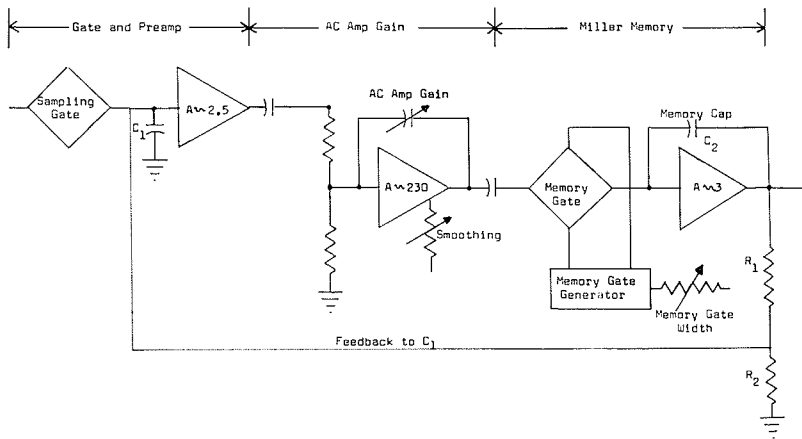 Gate and Preamp
AC Amp Gain
Miller Memory
Sampling
Gate
C1
A~2.5
AC Amp Gain
A~230
Smoothing
Memory
Gate
Memory Cap
C2
A~3
Memory Gate
Generator
Memory Gate
Width
R1
Feedback to C1
R2